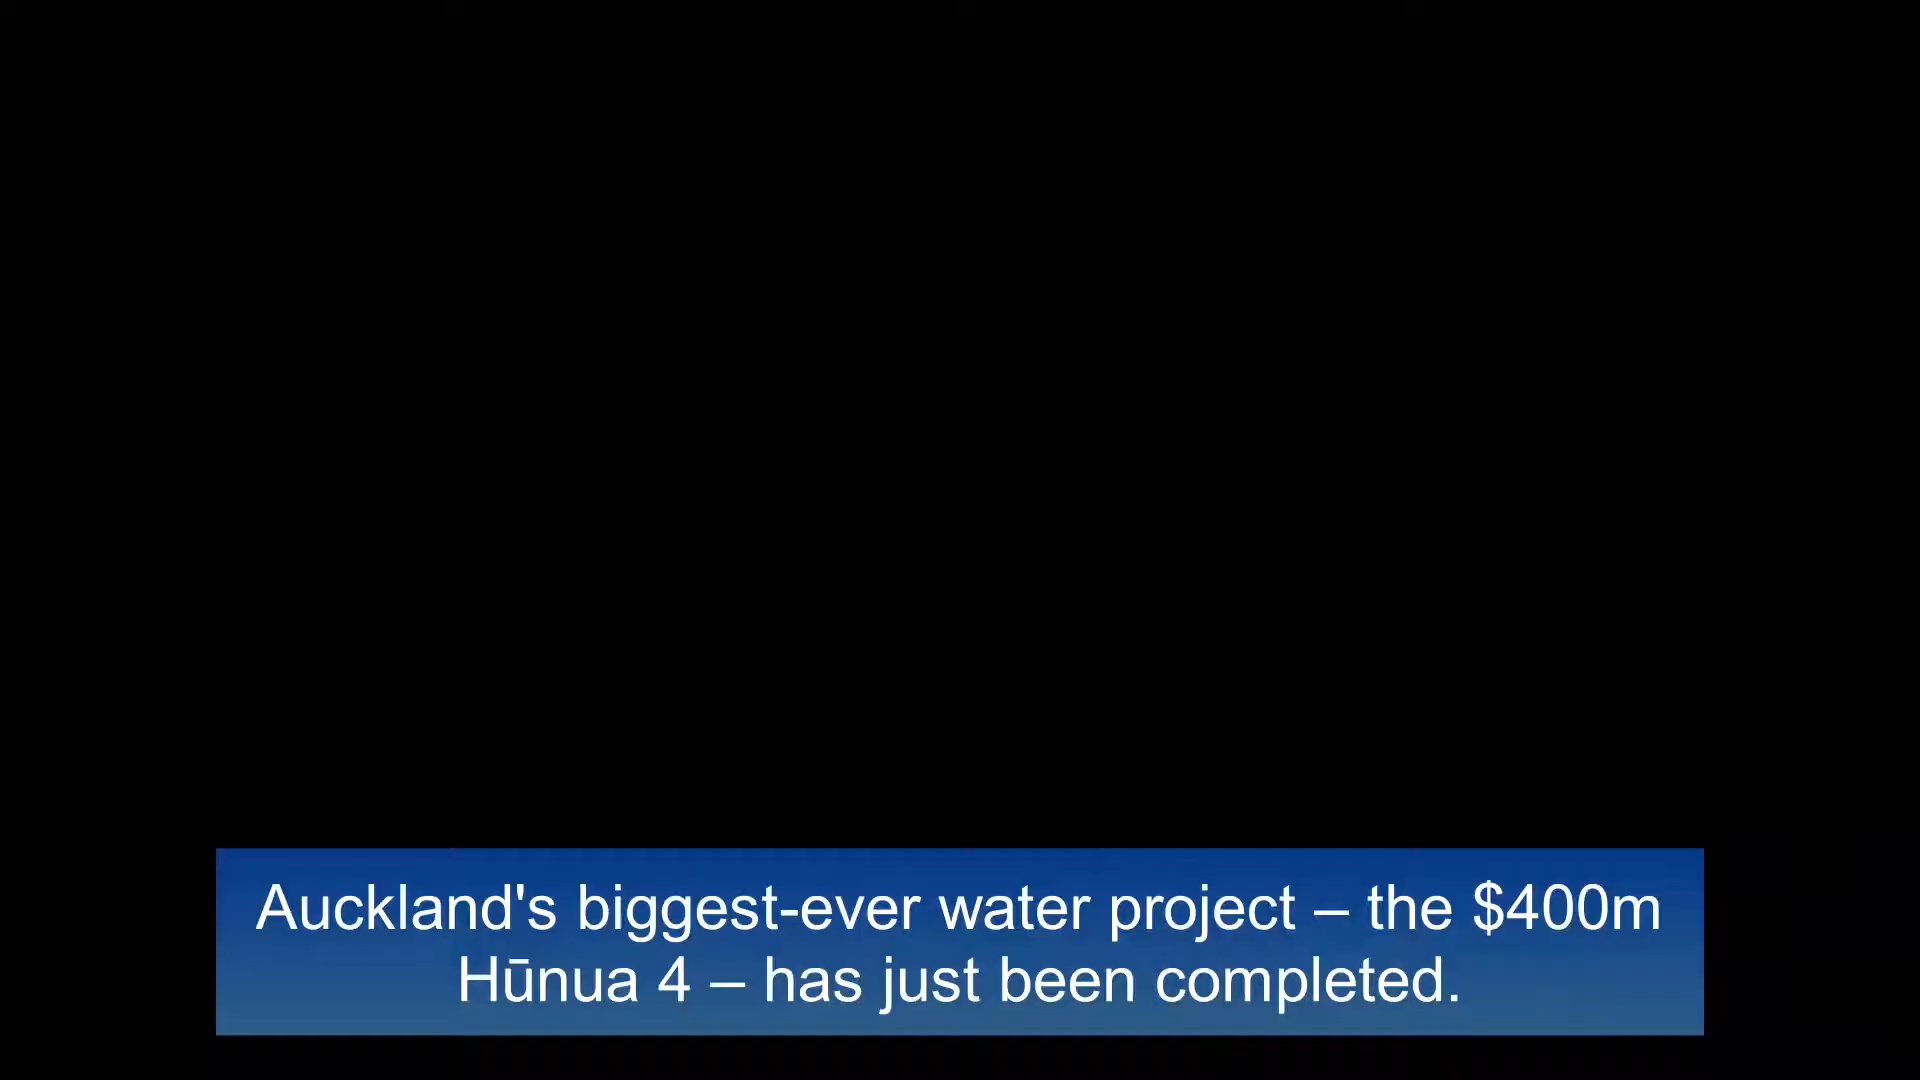 Auckland's biggest-ever water project – the $400m
Hūnua 4 – has just been completed.